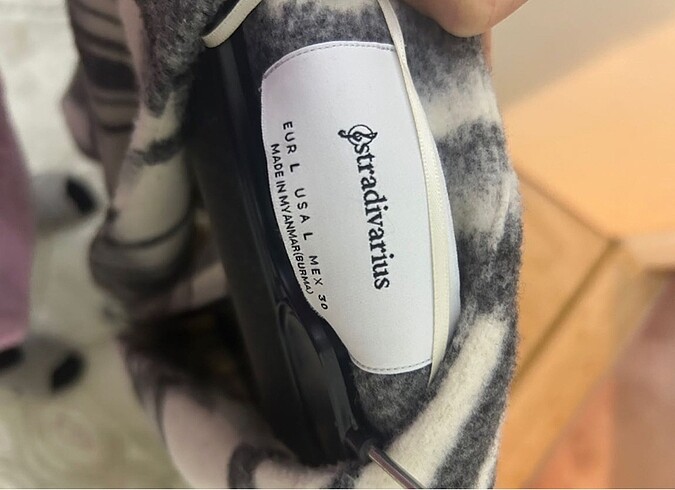 stradivarius
EUR L USA L MEX 30
MADE IN MYANMAR(BURMA)